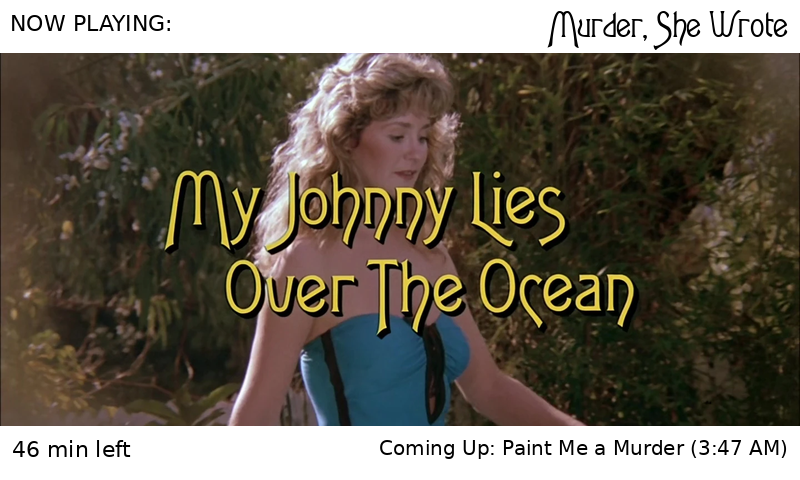 NOW PLAYING:
Murder, She Wrote
My Johnny Lies
Over The Ocean
46 min left
Coming Up: Paint Me a Murder (3:47 AM)